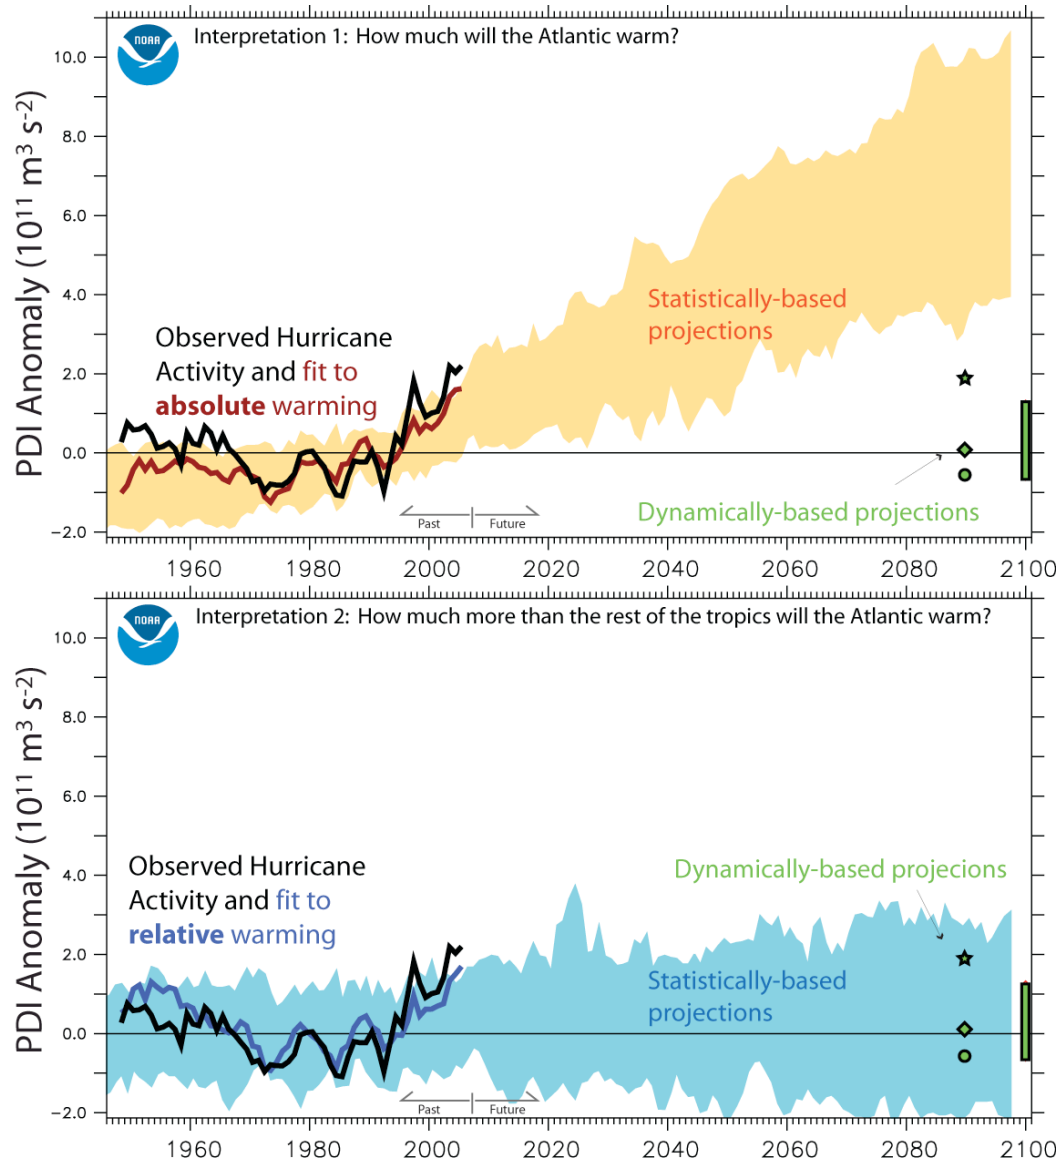 NOAA
Interpretation 1: How much will the Atlantic warm?
PDI Anomaly (10¹¹ m³ s⁻²)
10.0
8.0
6.0
4.0
2.0
0.0
−2.0
Statistically-based
projections
Observed Hurricane
Activity and fit to
absolute warming
Dynamically-based projections
Past
Future
1960
1980
2000
2020
2040
2060
2080
2100
NOAA
Interpretation 2: How much more than the rest of the tropics will the Atlantic warm?
PDI Anomaly (10¹¹ m³ s⁻²)
10.0
8.0
6.0
4.0
2.0
0.0
−2.0
Observed Hurricane
Activity and fit to
relative warming
Dynamically-based projecions
Statistically-based
projections
Past
Future
1960
1980
2000
2020
2040
2060
2080
2100